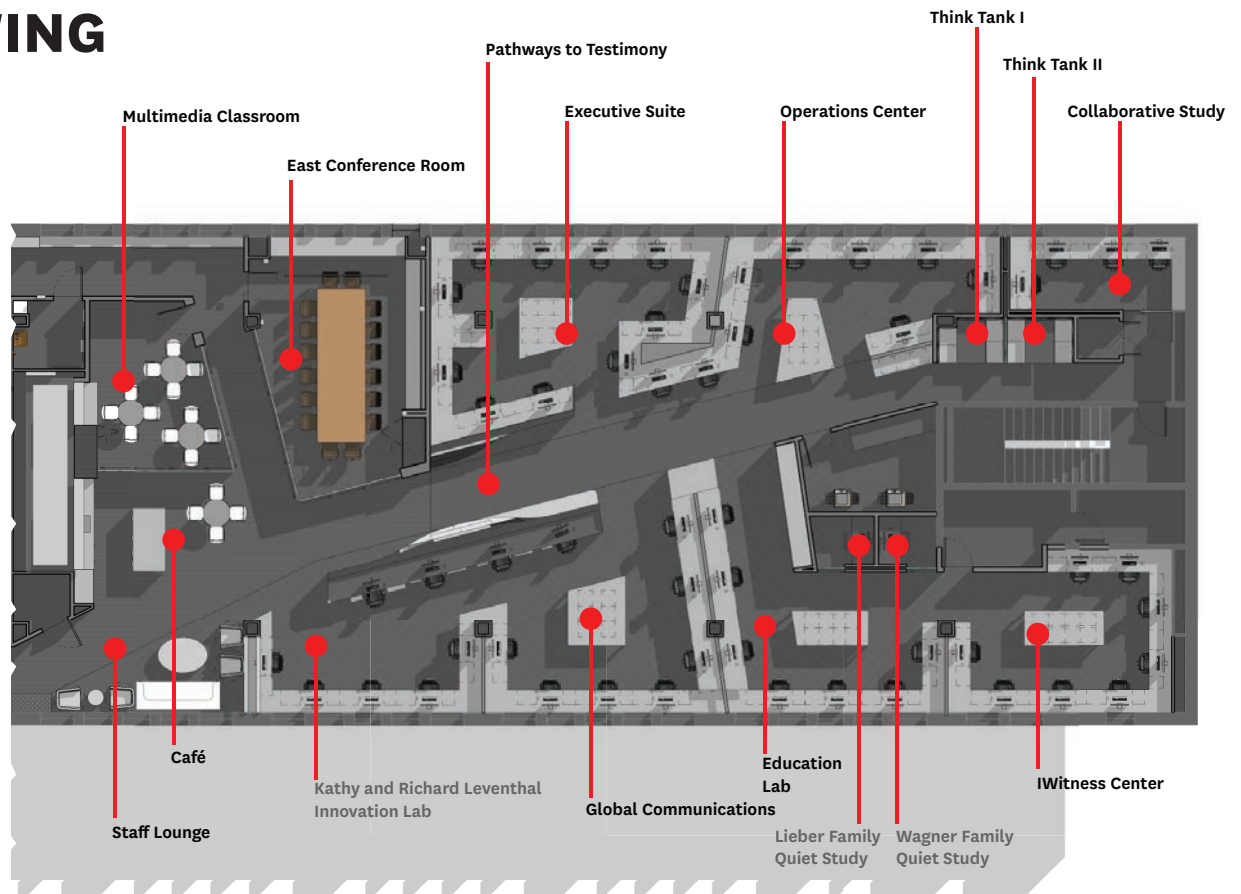 WING
Think Tank I
Pathways to Testimony
Think Tank II
Multimedia Classroom
Executive Suite
Operations Center
Collaborative Study
East Conference Room
Café
Education
Lab
Kathy and Richard Leventhal
Innovation Lab
IWitness Center
Global Communications
Staff Lounge
Lieber Family
Quiet Study
Wagner Family
Quiet Study